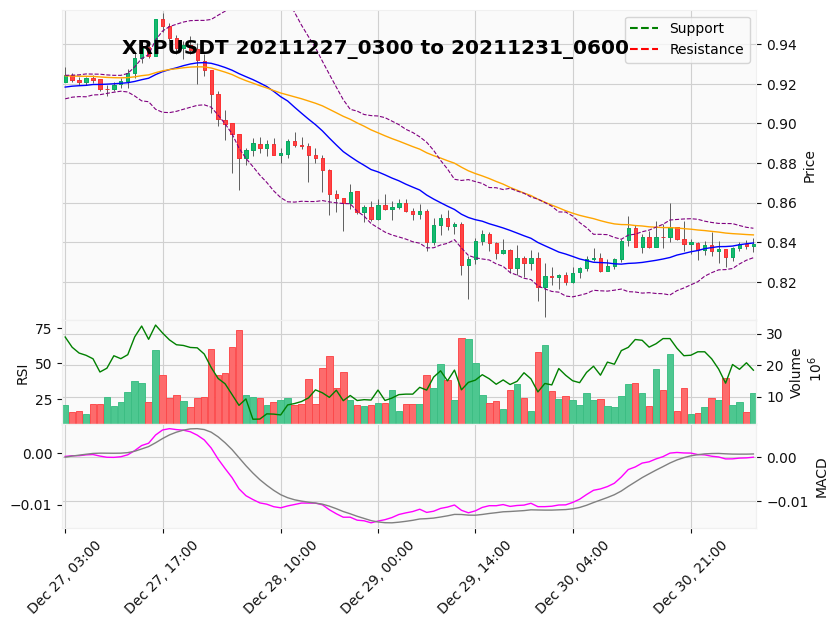 XRPUSDT 20211227_0300 to 20211231_0600
Support
Resistance
0.94
0.92
0.90
0.88
0.86
0.84
0.82
Price
75
50
25
RSI
30
20
10
Volume
10^6
0.00
−0.01
0.00
−0.01
MACD
Dec 27, 03:00
Dec 27, 17:00
Dec 28, 10:00
Dec 29, 00:00
Dec 29, 14:00
Dec 30, 04:00
Dec 30, 21:00